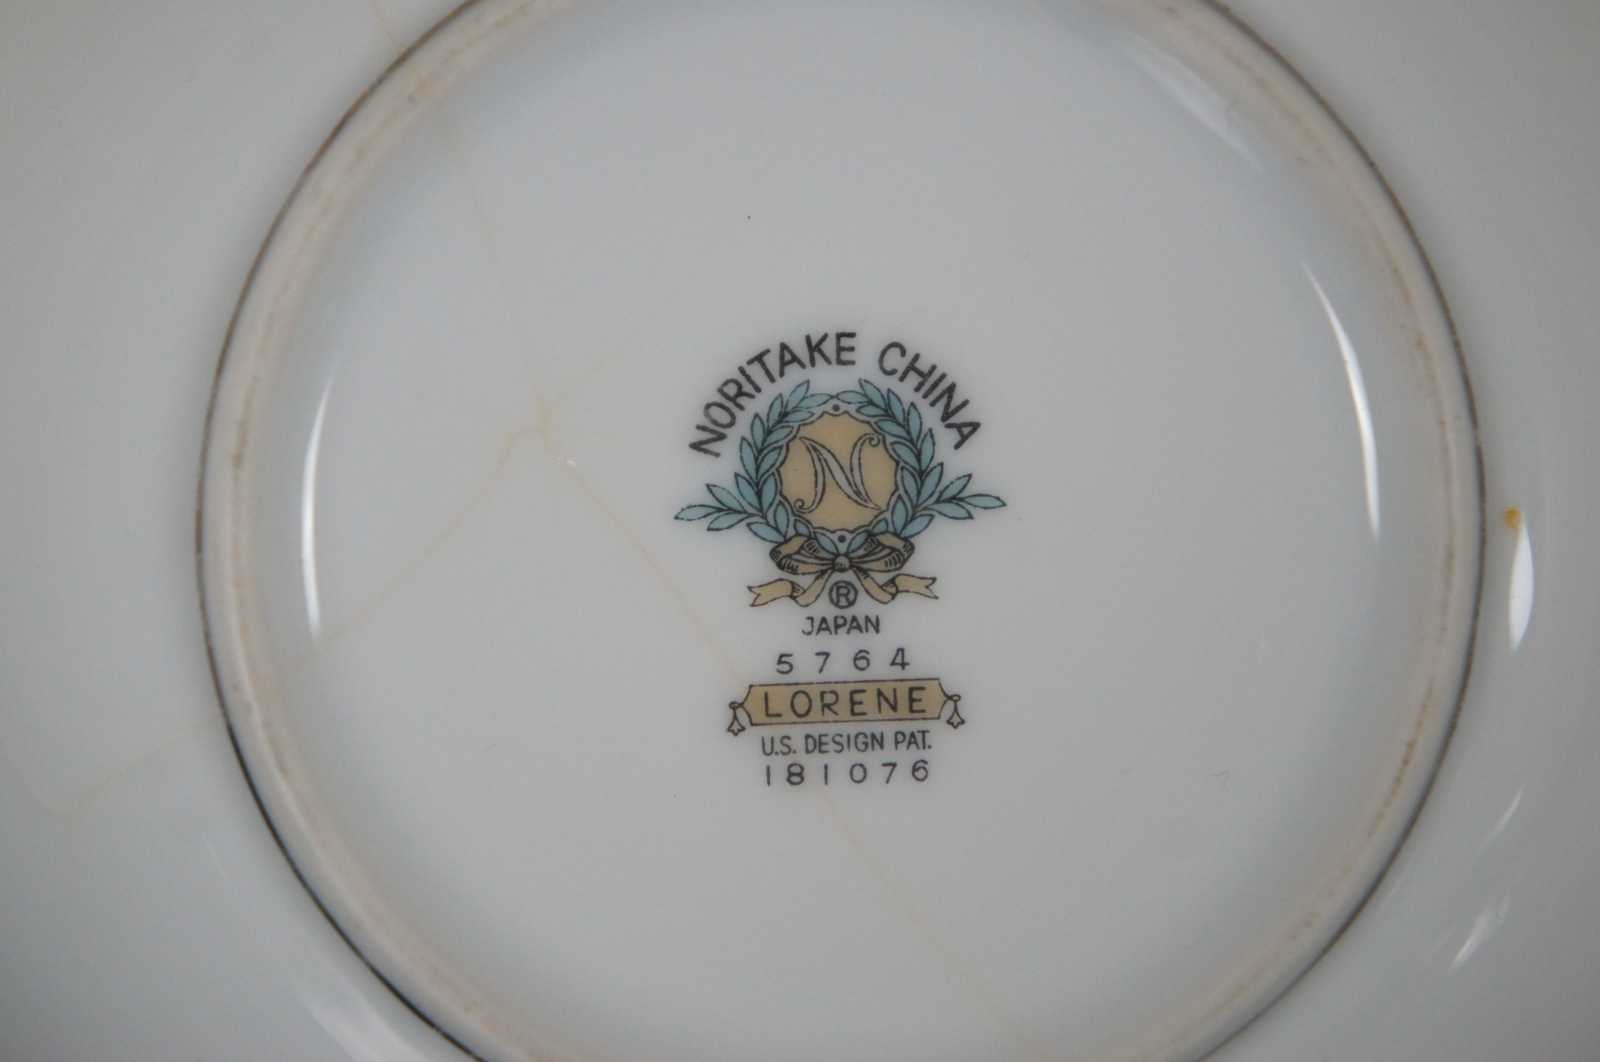 NORITAKE CHINA
N
®
JAPAN
5764
LORENE
U.S. DESIGN PAT.
181076